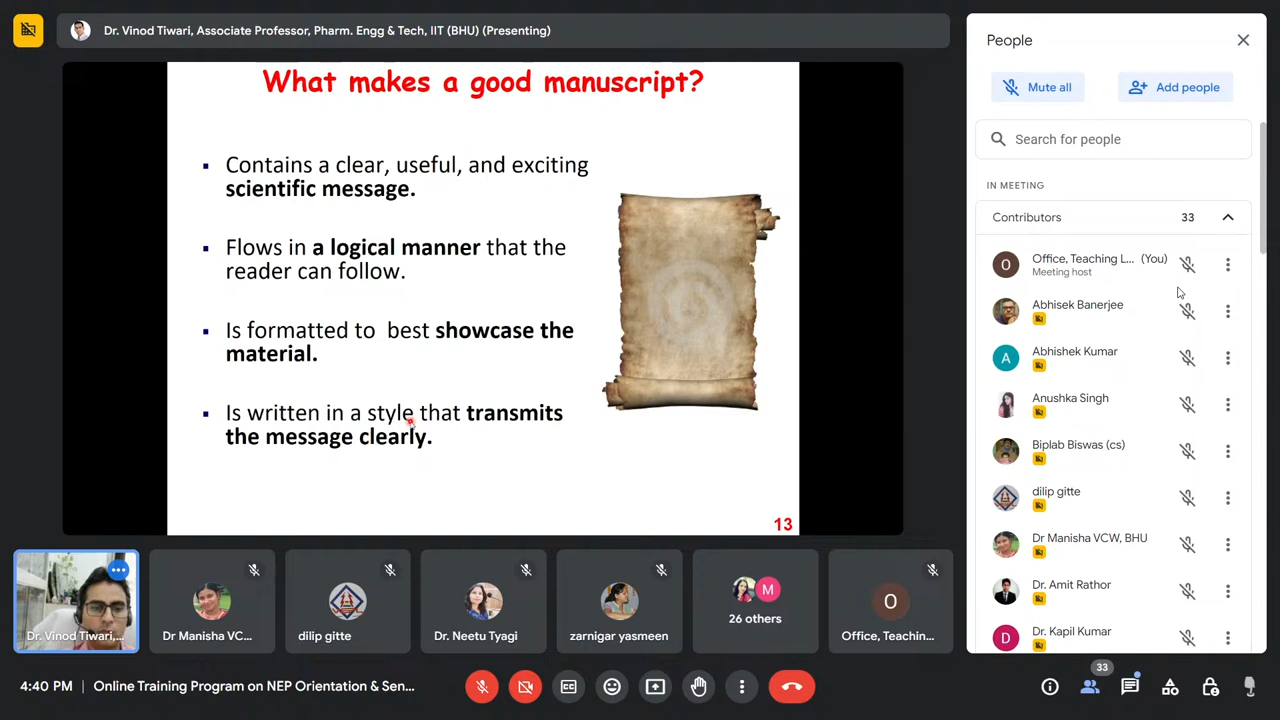 Dr. Vinod Tiwari, Associate Professor, Pharm. Engg & Tech, IIT (BHU) (Presenting)
What makes a good manuscript?
▪ Contains a clear, useful, and exciting
scientific message.
▪ Flows in a logical manner that the
reader can follow.
▪ Is formatted to best showcase the
material.
▪ Is written in a style that transmits
the message clearly.
13
Dr. Vinod Tiwari,...
Dr Manisha VC...
dilip gitte
Dr. Neetu Tyagi
zarnigar yasmeen
M
26 others
O
Office, Teachin...
4:40 PM | Online Training Program on NEP Orientation & Sen...
People
Mute all
Add people
Search for people
IN MEETING
Contributors 33
O
Office, Teaching L... (You)
Meeting host
Abhisek Banerjee
A
Abhishek Kumar
Anushka Singh
Biplab Biswas (cs)
dilip gitte
Dr Manisha VCW, BHU
Dr. Amit Rathor
D
Dr. Kapil Kumar
33